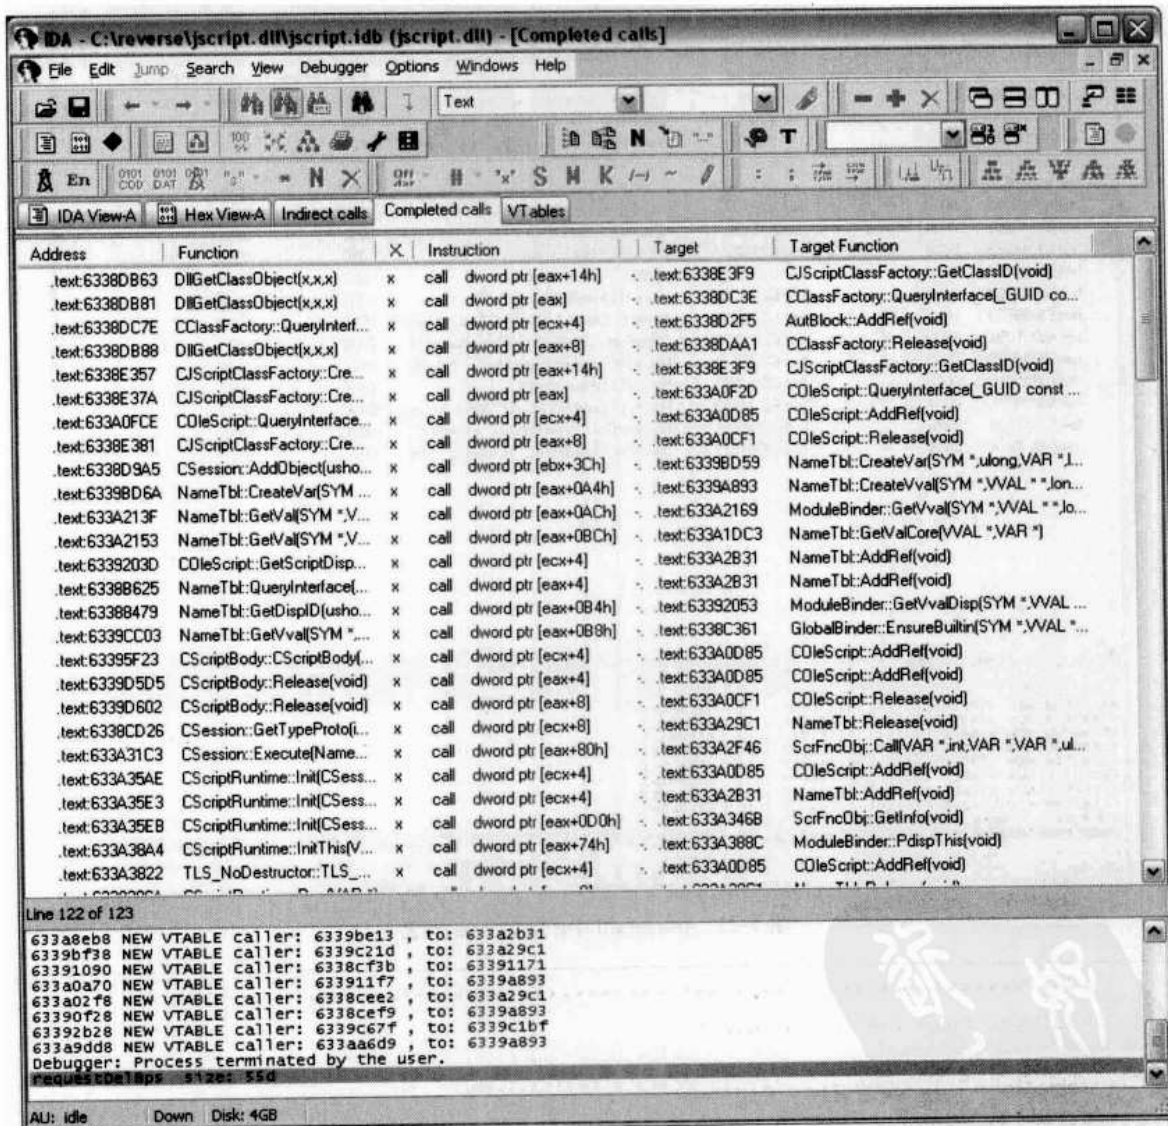 IDA - C:\reverse\jscript.dll\jscript.idb (jscript.dll) - [Completed calls]
File Edit Jump Search View Debugger Options Windows Help
Text
En
IDA View-A Hex View-A Indirect calls Completed calls VTables
Address Function X Instruction Target Target Function
.text:6338DB63 DllGetClassObject(x,x,x) x call dword ptr [eax+14h] .text:6338E3F9 CJScriptClassFactory::GetClassID(void)
.text:6338DB81 DllGetClassObject(x,x,x) x call dword ptr [eax] .text:6338DC3E CClassFactory::QueryInterface(_GUID co...
.text:6338DC7E CClassFactory::QueryInterf... x call dword ptr [ecx+4] .text:6338D2F5 AutBlock::AddRef(void)
.text:6338DB88 DllGetClassObject(x,x,x) x call dword ptr [eax+8] .text:6338DAA1 CClassFactory::Release(void)
.text:6338E357 CJScriptClassFactory::Cre... x call dword ptr [eax+14h] .text:6338E3F9 CJScriptClassFactory::GetClassID(void)
.text:6338E37A CJScriptClassFactory::Cre... x call dword ptr [eax] .text:633A0F2D COleScript::QueryInterface(_GUID const ...
.text:633A0FCE COleScript::QueryInterface... x call dword ptr [ecx+4] .text:633A0D85 COleScript::AddRef(void)
.text:6338E381 CJScriptClassFactory::Cre... x call dword ptr [eax+8] .text:633A0CF1 COleScript::Release(void)
.text:6338D9A5 CSession::AddObject(usho... x call dword ptr [ebx+3Ch] .text:6339BD59 NameTbl::CreateVar(SYM *,ulong,VAR *,l...
.text:6339BD6A NameTbl::CreateVar(SYM ... x call dword ptr [eax+0A4h] .text:6339A893 NameTbl::CreateVval(SYM *,VVAL * *,lon...
.text:633A213F NameTbl::GetVal(SYM *,V... x call dword ptr [eax+0ACh] .text:633A2169 ModuleBinder::GetVval(SYM *,VVAL * *,lo...
.text:633A2153 NameTbl::GetVal(SYM *,V... x call dword ptr [eax+0BCh] .text:633A1DC3 NameTbl::GetValCore(VVAL *,VAR *)
.text:6339203D COleScript::GetScriptDisp... x call dword ptr [ecx+4] .text:633A2B31 NameTbl::AddRef(void)
.text:6338B625 NameTbl::QueryInterface(... x call dword ptr [eax+4] .text:633A2B31 NameTbl::AddRef(void)
.text:6338B479 NameTbl::GetDispID(usho... x call dword ptr [eax+0B4h] .text:63392053 ModuleBinder::GetVvalDisp(SYM *,VVAL ...
.text:6339CC03 NameTbl::GetVval(SYM *,... x call dword ptr [eax+0B8h] .text:6338C361 GlobalBinder::EnsureBuiltin(SYM *,VVAL *...
.text:63395F23 CScriptBody::CScriptBody(... x call dword ptr [ecx+4] .text:633A0D85 COleScript::AddRef(void)
.text:6339D5D5 CScriptBody::Release(void) x call dword ptr [eax+4] .text:633A0D85 COleScript::AddRef(void)
.text:6339D602 CScriptBody::Release(void) x call dword ptr [eax+8] .text:633A0CF1 COleScript::Release(void)
.text:6338CD26 CSession::GetTypeProto(i... x call dword ptr [ecx+8] .text:633A29C1 NameTbl::Release(void)
.text:633A31C3 CSession::Execute(Name... x call dword ptr [eax+80h] .text:633A2F46 ScrFncObj::Call(VAR *,int,VAR *,VAR *,ul...
.text:633A35AE CScriptRuntime::Init(CSess... x call dword ptr [ecx+4] .text:633A0D85 COleScript::AddRef(void)
.text:633A35E3 CScriptRuntime::Init(CSess... x call dword ptr [ecx+4] .text:633A2B31 NameTbl::AddRef(void)
.text:633A35EB CScriptRuntime::Init(CSess... x call dword ptr [eax+0D0h] .text:633A346B ScrFncObj::GetInfo(void)
.text:633A38A4 CScriptRuntime::InitThis(V... x call dword ptr [eax+74h] .text:633A388C ModuleBinder::PdispThis(void)
.text:633A3822 TLS_NoDestructor::TLS_... x call dword ptr [ecx+4] .text:633A0D85 COleScript::AddRef(void)
Line 122 of 123
633a8eb8 NEW VTABLE caller: 6339be13 , to: 633a2b31
6339bf38 NEW VTABLE caller: 6339c21d , to: 633a29c1
63391090 NEW VTABLE caller: 6338cf3b , to: 63391171
633a0a70 NEW VTABLE caller: 633911f7 , to: 6339a893
633a02f8 NEW VTABLE caller: 6338cee2 , to: 633a29c1
63390f28 NEW VTABLE caller: 6338cef9 , to: 6339a893
63392b28 NEW VTABLE caller: 6339c67f , to: 6339c1bf
633a9dd8 NEW VTABLE caller: 633aa6d9 , to: 6339a893
Debugger: Process terminated by the user.
requestDelBps size: 55d
AU: idle Down Disk: 4GB